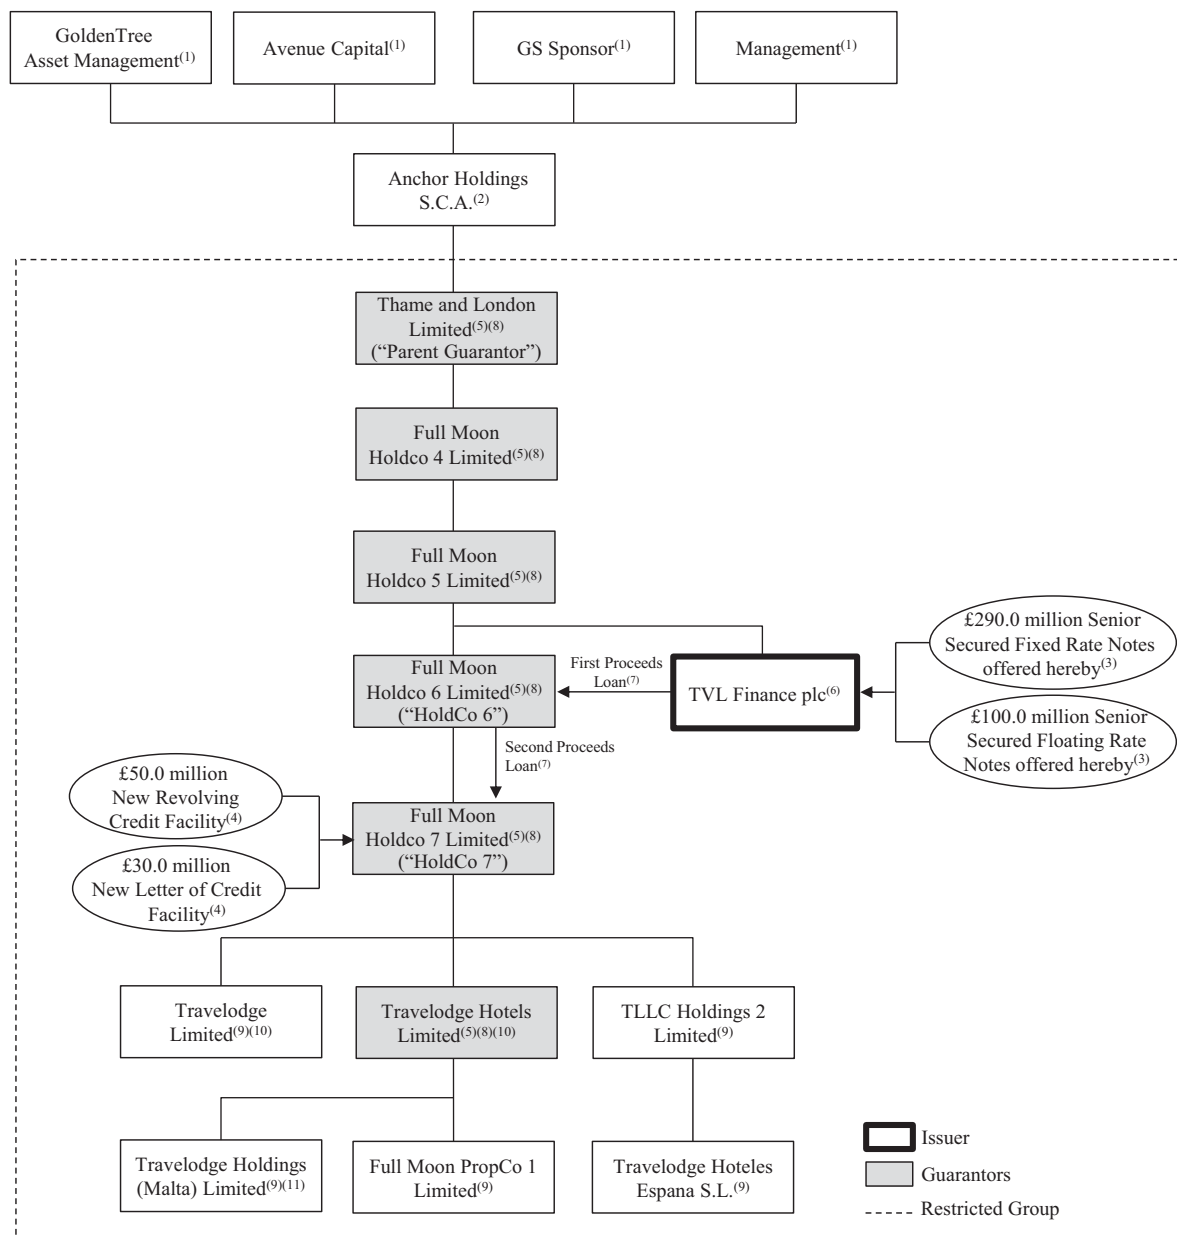 GoldenTree
Asset Management(1)
Avenue Capital(1)
GS Sponsor(1)
Management(1)
Anchor Holdings
S.C.A.(2)
Thame and London
Limited(5)(8)
(“Parent Guarantor”)
Full Moon
Holdco 4 Limited(5)(8)
Full Moon
Holdco 5 Limited(5)(8)
£290.0 million Senior
Secured Fixed Rate Notes
offered hereby(3)
Full Moon
Holdco 6 Limited(5)(8)
(“HoldCo 6”)
First Proceeds
Loan(7)
TVL Finance plc(6)
£100.0 million Senior
Secured Floating Rate
Notes offered hereby(3)
Second Proceeds
Loan(7)
£50.0 million
New Revolving
Credit Facility(4)
Full Moon
Holdco 7 Limited(5)(8)
(“HoldCo 7”)
£30.0 million
New Letter of Credit
Facility(4)
Travelodge
Limited(9)(10)
Travelodge Hotels
Limited(5)(8)(10)
TLLC Holdings 2
Limited(9)
Travelodge Holdings
(Malta) Limited(9)(11)
Full Moon PropCo 1
Limited(9)
Travelodge Hoteles
Espana S.L.(9)
Issuer
Guarantors
Restricted Group